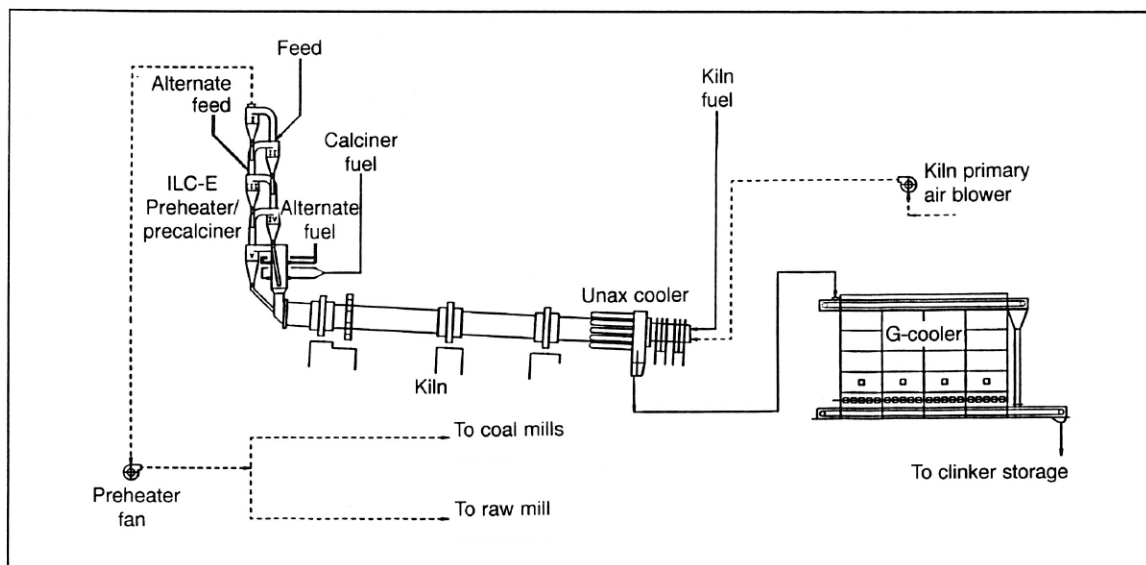 Feed
Alternate
feed
Kiln
fuel
Calciner
fuel
Kiln primary
air blower
ILC-E
Preheater/
precalciner
Alternate
fuel
Unax cooler
G-cooler
Kiln
To coal mills
To clinker storage
Preheater
fan
To raw mill